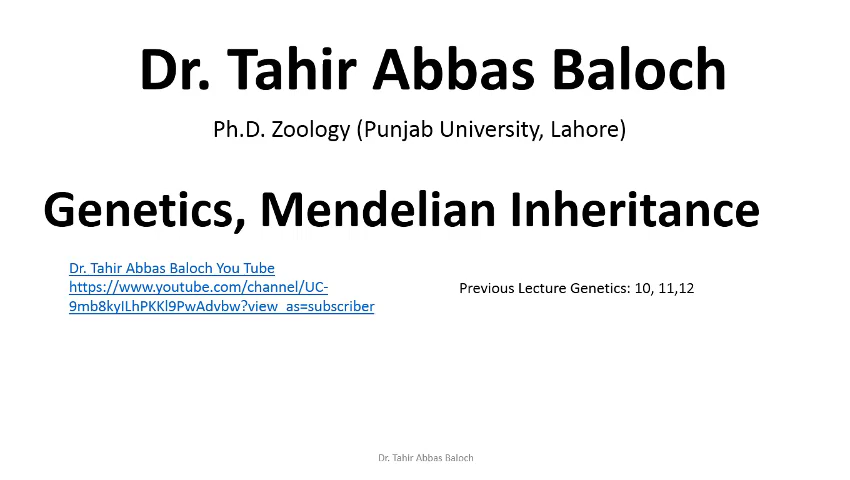 Dr. Tahir Abbas Baloch
Ph.D. Zoology (Punjab University, Lahore)
Genetics, Mendelian Inheritance
Dr. Tahir Abbas Baloch You Tube
https://www.youtube.com/channel/UC-
9mb8kyILhPKKl9PwAdvbw?view_as=subscriber
Previous Lecture Genetics: 10, 11,12
Dr. Tahir Abbas Baloch